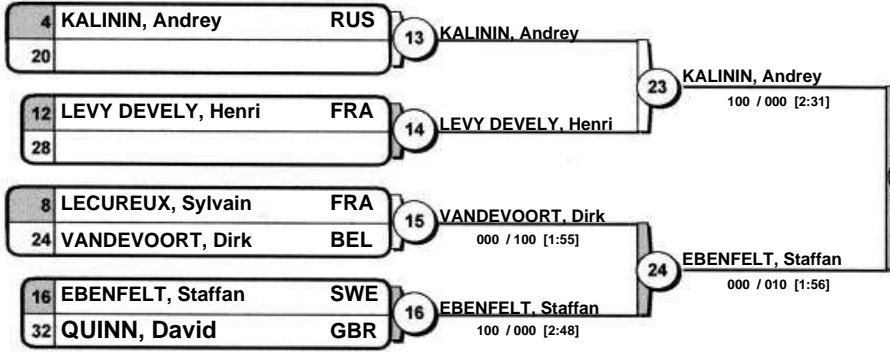 4 KALININ, Andrey RUS
20
13
KALININ, Andrey
12 LEVY DEVELY, Henri FRA
28
14
LEVY DEVELY, Henri
23
KALININ, Andrey
100 / 000 [2:31]
8 LECUREUX, Sylvain FRA
24 VANDEVOORT, Dirk BEL
15
VANDEVOORT, Dirk
000 / 100 [1:55]
16 EBENFELT, Staffan SWE
32 QUINN, David GBR
16
EBENFELT, Staffan
100 / 000 [2:48]
24
EBENFELT, Staffan
000 / 010 [1:56]